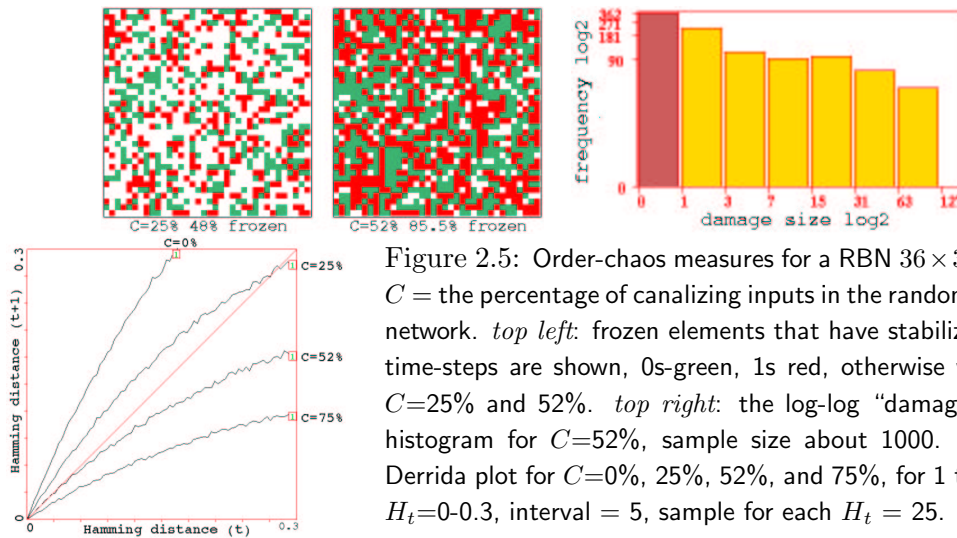 362
271
181
90
0
frequency log2
0 1 3 7 15 31 63
damage size log2
C=25% 48% frozen
C=52% 85.5% frozen
C=0%
0.3
C=25%
C=52%
C=75%
Hamming distance (t+1)
0
0
Hamming distance (t)
0.3
Figure 2.5: Order-chaos measures for a RBN 36×
C = the percentage of canalizing inputs in the random
network. top left: frozen elements that have stabiliz
time-steps are shown, 0s-green, 1s red, otherwise
C=25% and 52%. top right: the log-log “damag
histogram for C=52%, sample size about 1000.
Derrida plot for C=0%, 25%, 52%, and 75%, for 1
Hₜ=0-0.3, interval = 5, sample for each Hₜ = 25.